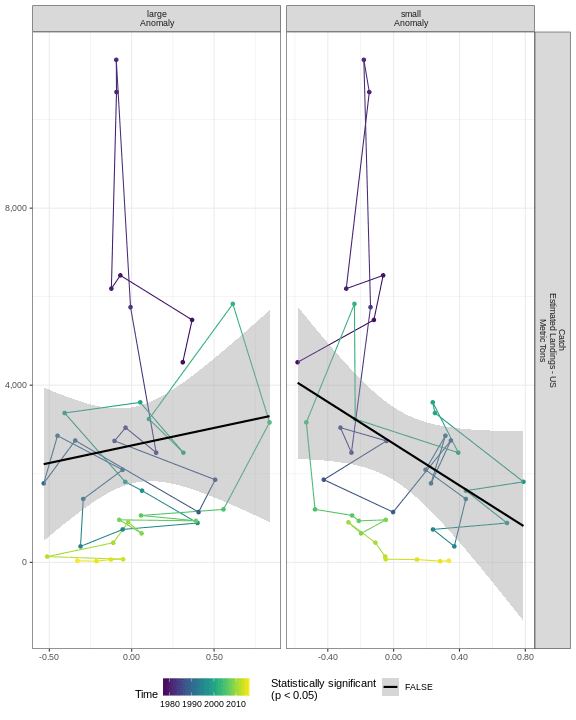 large
Anomaly
small
Anomaly
Catch
Estimated Landings - US
Metric Tons
8,000
4,000
0
-0.50
0.00
0.50
-0.40
0.00
0.40
0.80
Time
1980 1990 2000 2010
Statistically significant
(p < 0.05)
FALSE